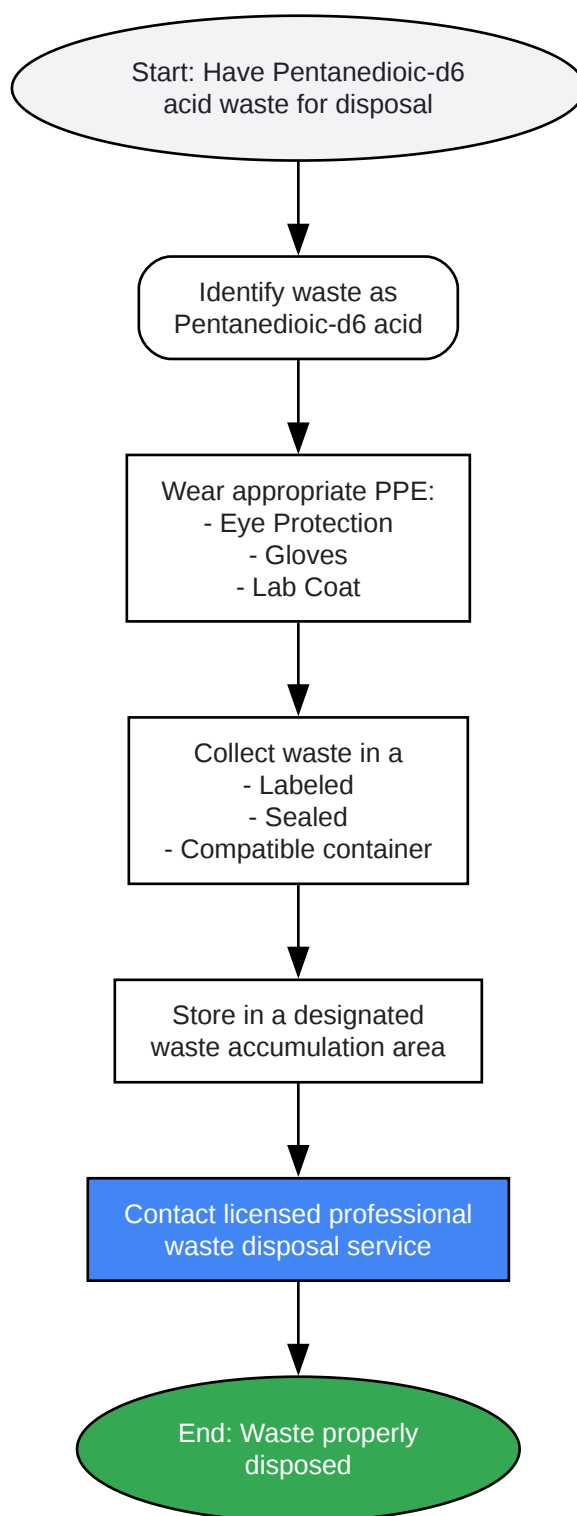 Start: Have Pentanedioic-d6
acid waste for disposal
Identify waste as
Pentanedioic-d6 acid
Wear appropriate PPE:
- Eye Protection
- Gloves
- Lab Coat
Collect waste in a
- Labeled
- Sealed
- Compatible container
Store in a designated
waste accumulation area
Contact licensed professional
waste disposal service
End: Waste properly
disposed